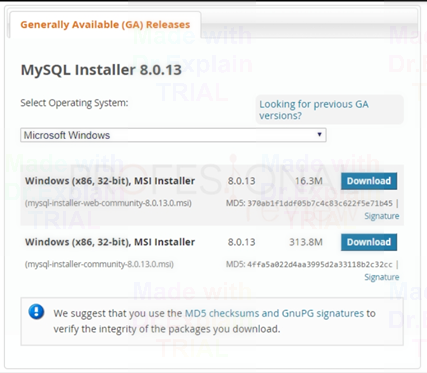 Generally Available (GA) Releases
MySQL Installer 8.0.13
Select Operating System:
Looking for previous GA
versions?
Microsoft Windows
Windows (x86, 32-bit), MSI Installer 8.0.13 16.3M Download
(mysql-installer-web-community-8.0.13.0.msi) MD5: 370ab1f1ddf05b7c4c83c622f5e71b45 |
Signature
Windows (x86, 32-bit), MSI Installer 8.0.13 313.8M Download
(mysql-installer-community-8.0.13.0.msi) MD5: 4ffa5a022d4aa3995d2a33118b2c32cc |
Signature
We suggest that you use the MD5 checksums and GnuPG signatures to
verify the integrity of the packages you download.
Made with
TRIAL